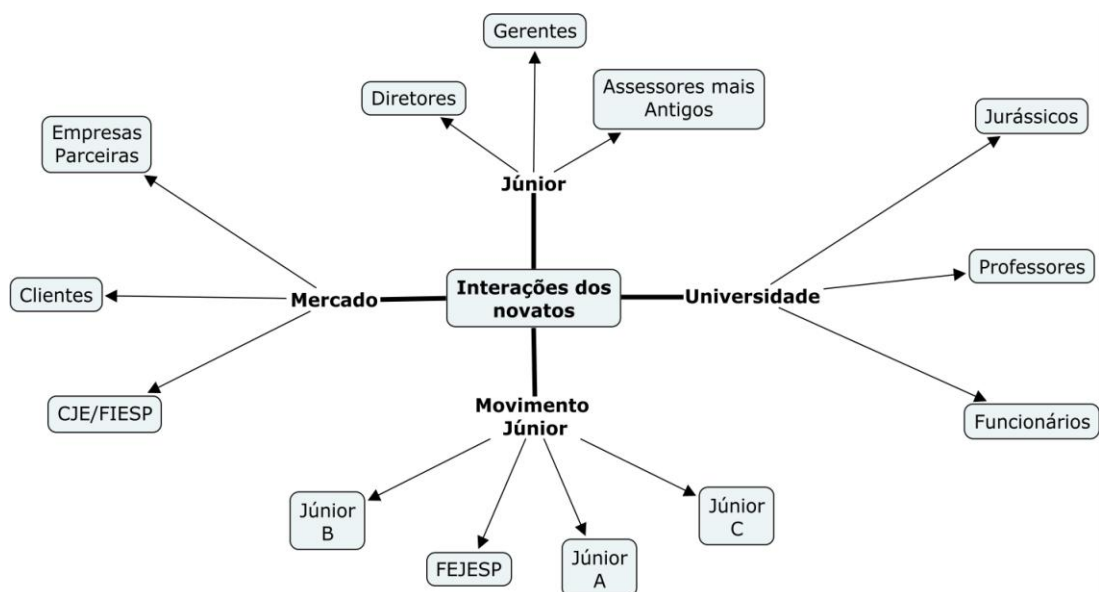 Gerentes
Diretores
Assessores mais
Antigos
Jurássicos
Empresas
Parceiras
Júnior
Professores
Clientes
Mercado
Interações dos
novatos
Universidade
CJE/FIESP
Movimento
Júnior
Funcionários
Júnior
B
FEJESP
Júnior
A
Júnior
C